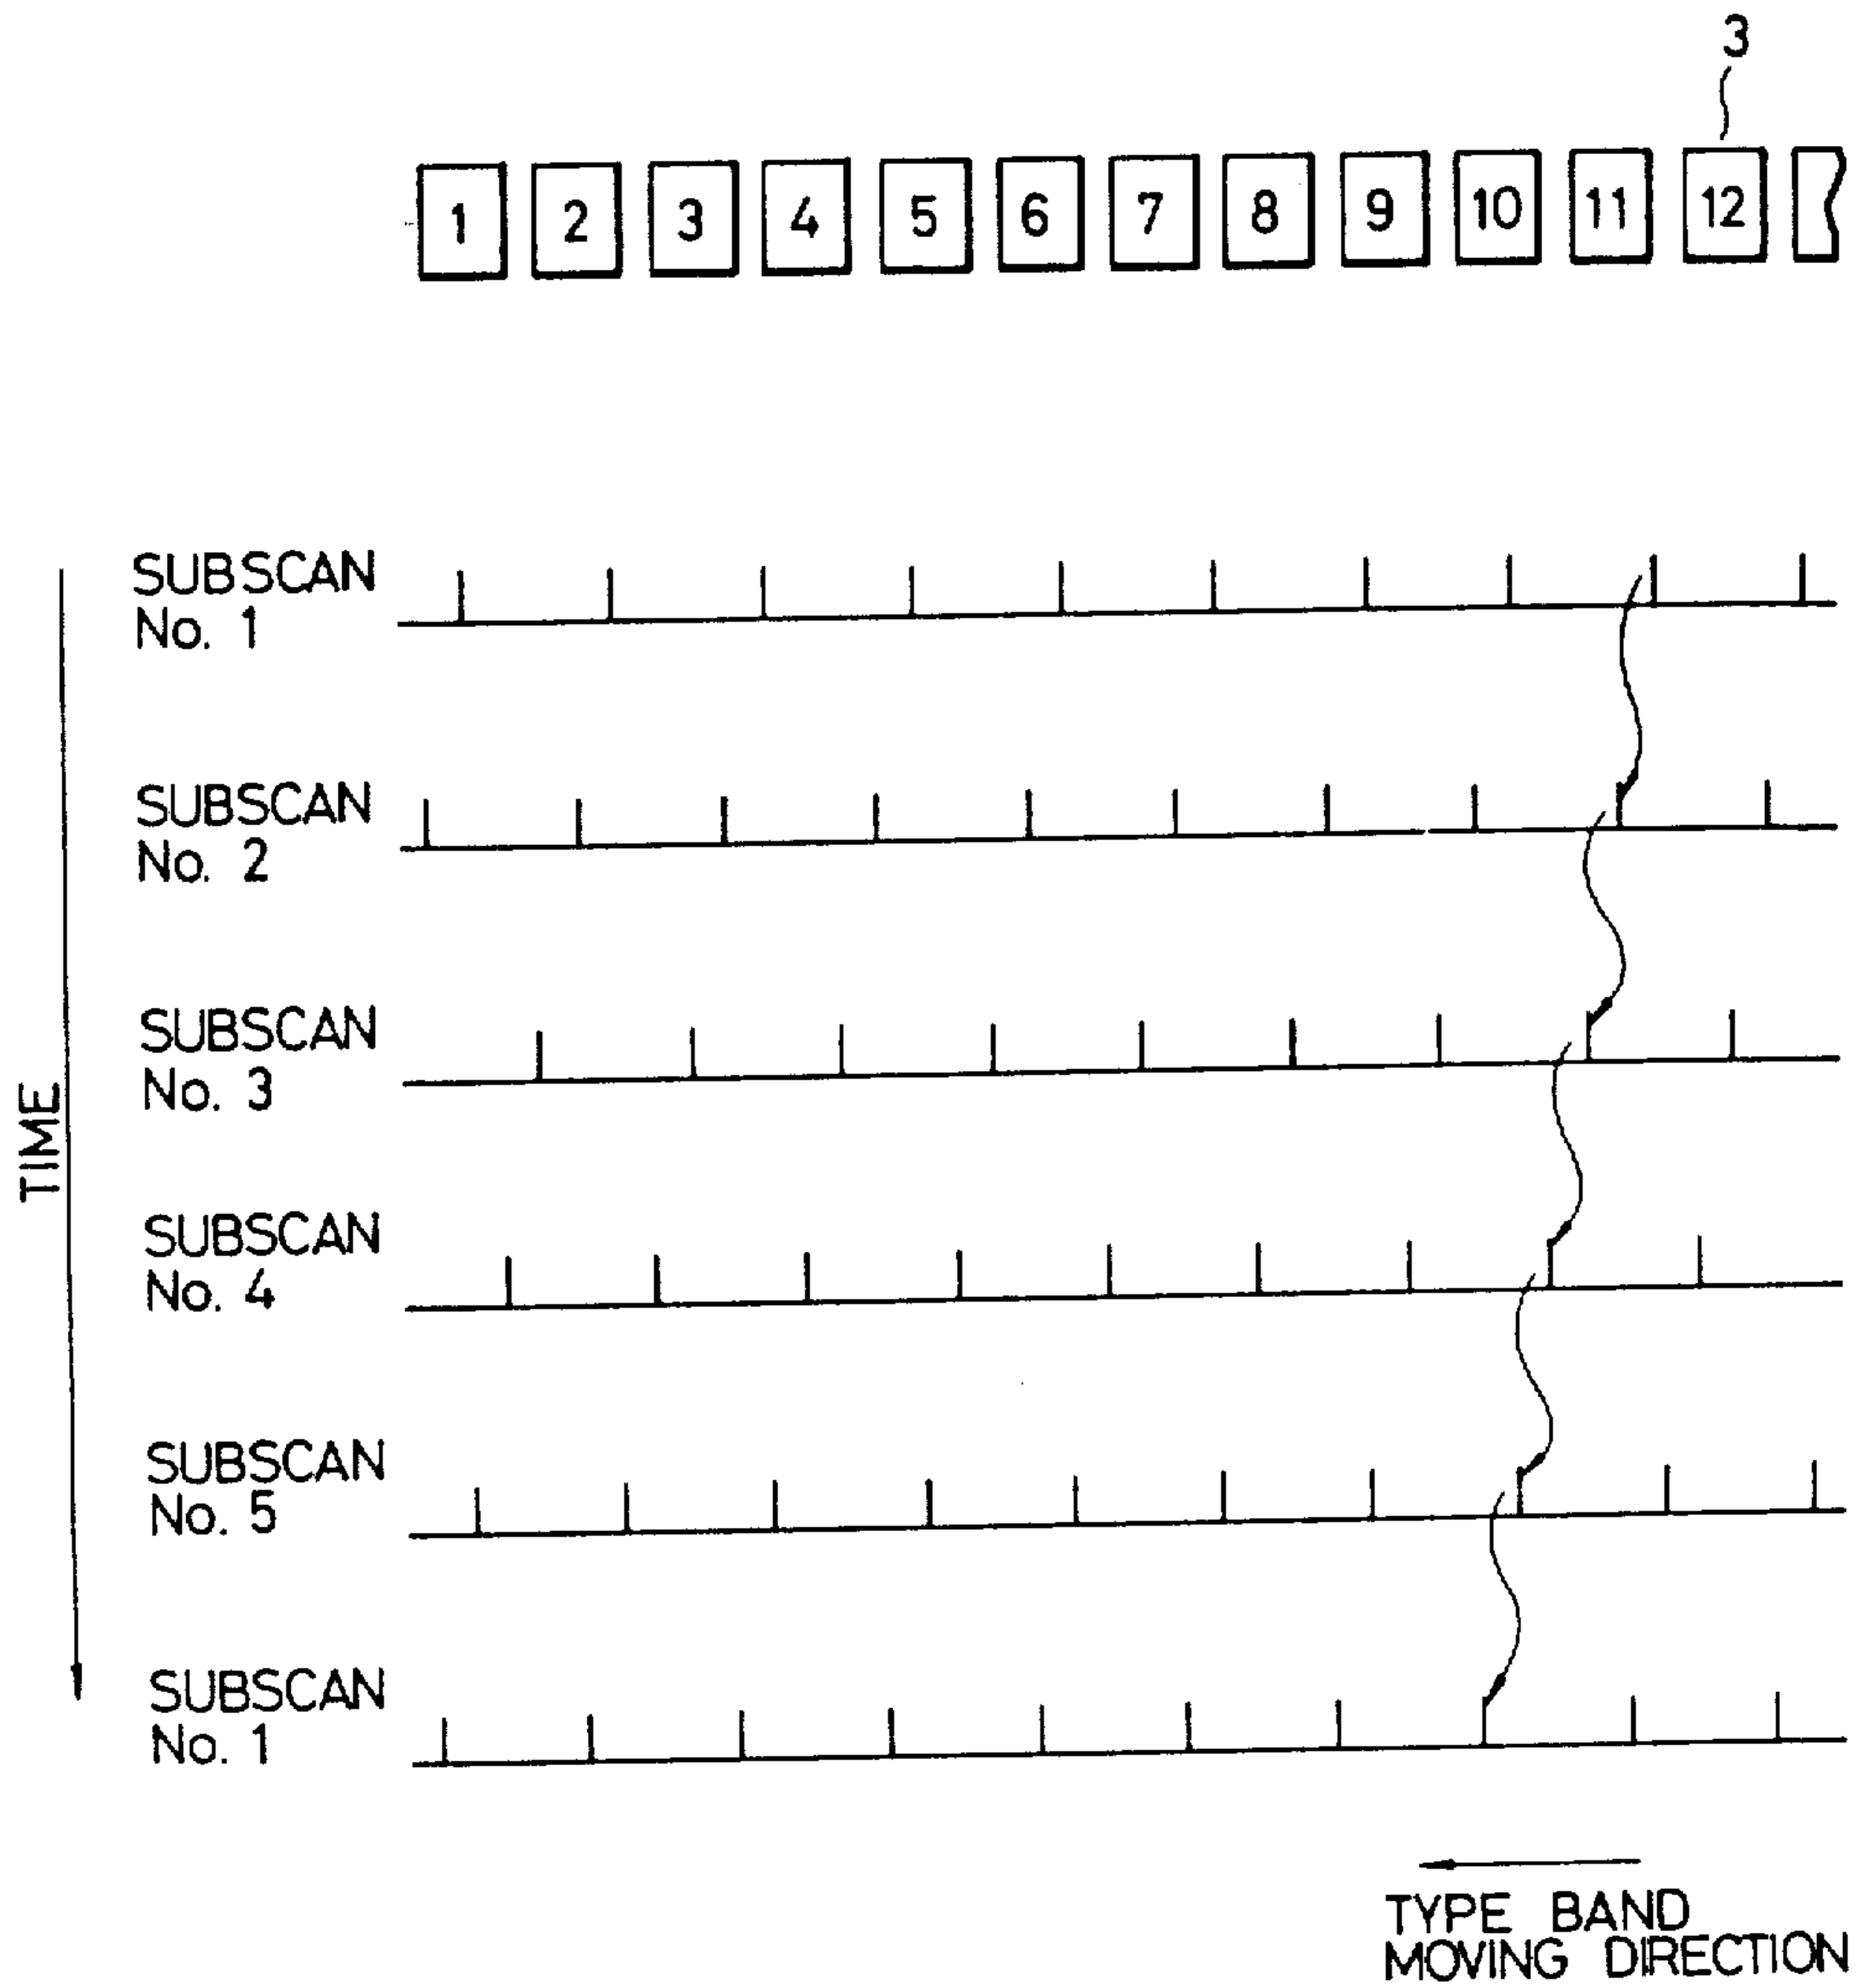 3
1 2 3 4 5 6 7 8 9 10 11 12
SUBSCAN
No. 1
SUBSCAN
No. 2
SUBSCAN
No. 3
TIME
SUBSCAN
No. 4
SUBSCAN
No. 5
SUBSCAN
No. 1
TYPE BAND
MOVING DIRECTION